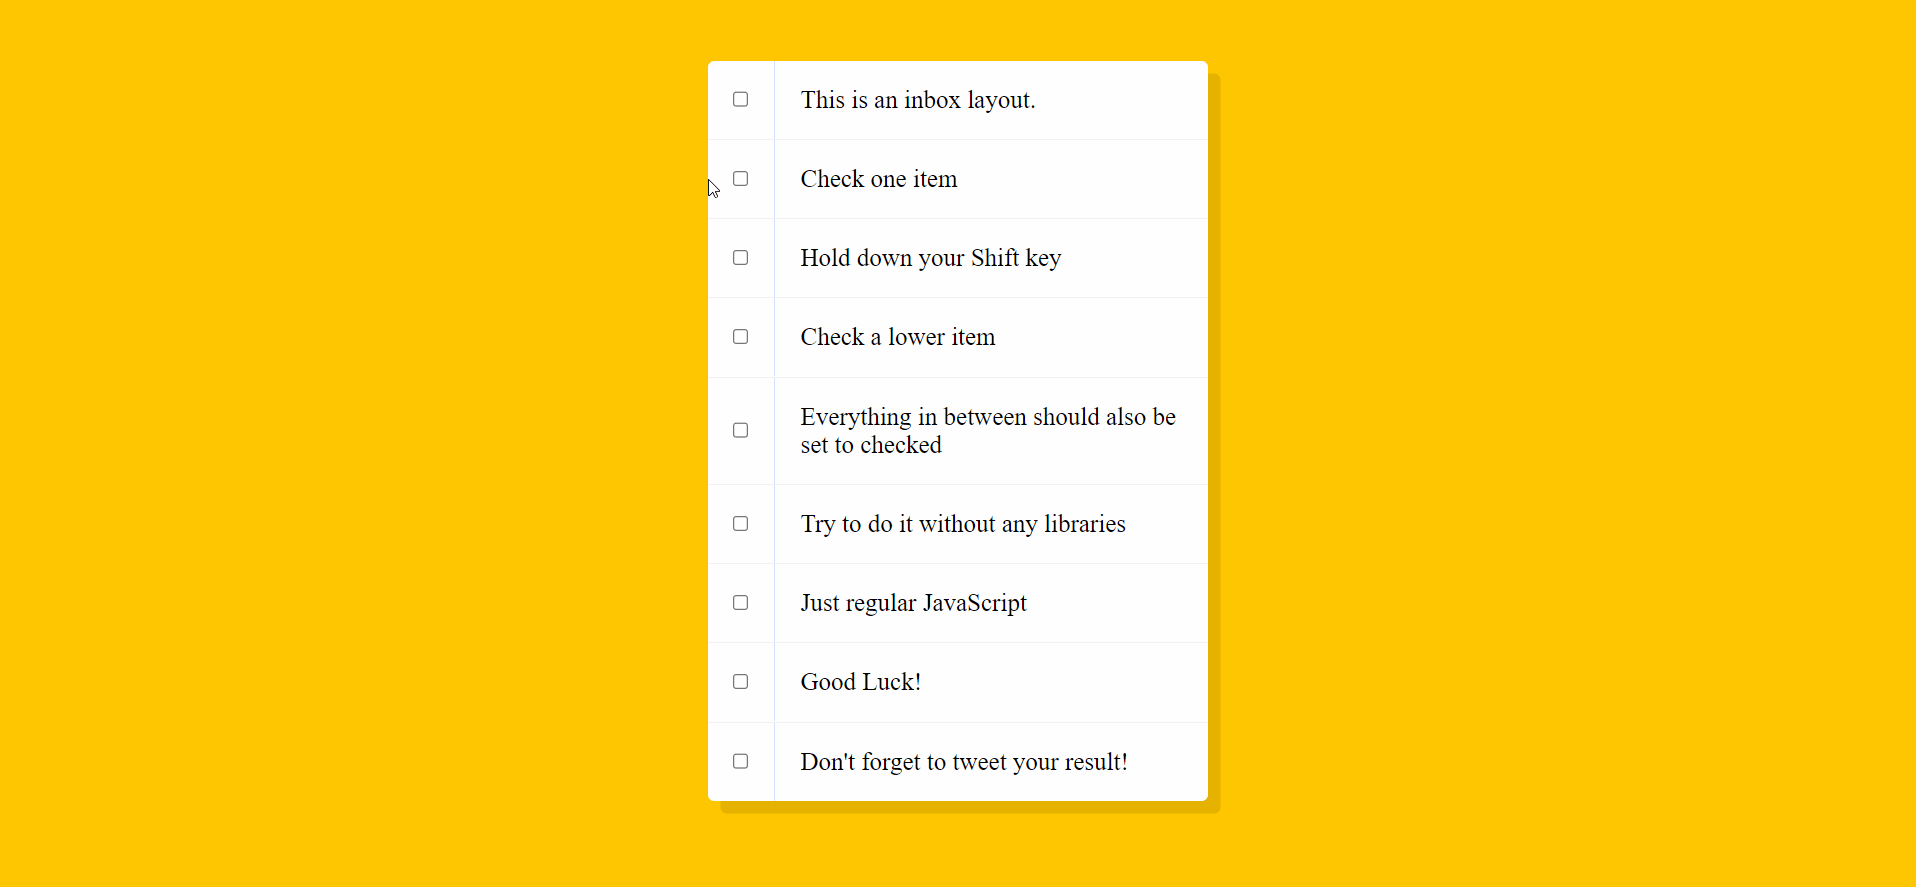 This is an inbox layout.
Check one item
Hold down your Shift key
Check a lower item
Everything in between should also be
set to checked
Try to do it without any libraries
Just regular JavaScript
Good Luck!
Don't forget to tweet your result!